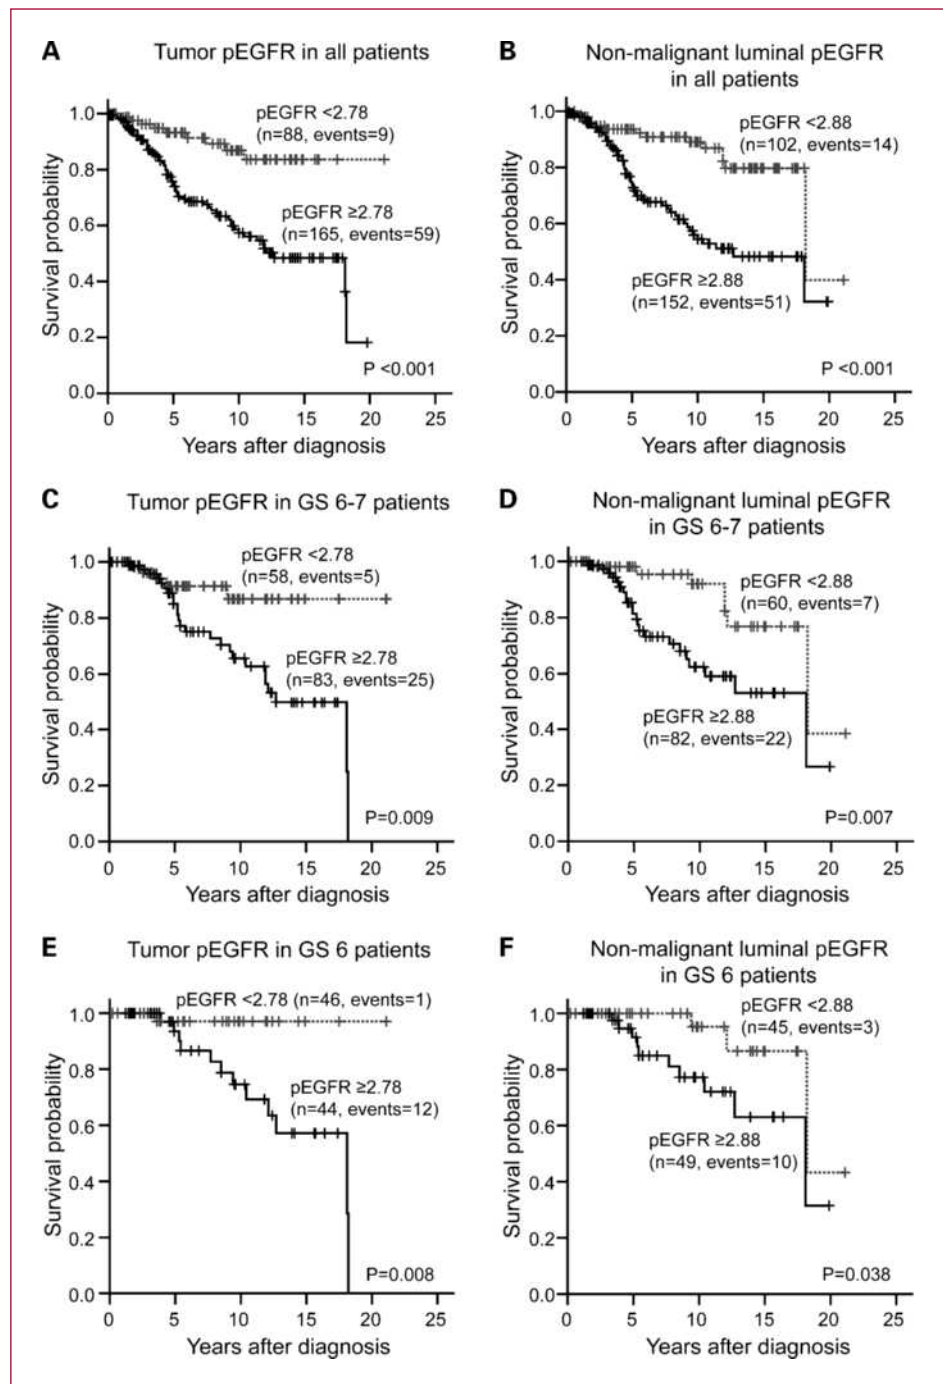 A
Tumor pEGFR in all patients
1.0
0.8
0.6
0.4
0.2
0.0
Survival probability
pEGFR <2.78
(n=88, events=9)
pEGFR ≥2.78
(n=165, events=59)
P <0.001
0 5 10 15 20 25
Years after diagnosis
B
Non-malignant luminal pEGFR
in all patients
1.0
0.8
0.6
0.4
0.2
0.0
Survival probability
pEGFR <2.88
(n=102, events=14)
pEGFR ≥2.88
(n=152, events=51)
P <0.001
0 5 10 15 20 25
Years after diagnosis
C
Tumor pEGFR in GS 6-7 patients
1.0
0.8
0.6
0.4
0.2
0.0
Survival probability
pEGFR <2.78
(n=58, events=5)
pEGFR ≥2.78
(n=83, events=25)
P=0.009
0 5 10 15 20 25
Years after diagnosis
D
Non-malignant luminal pEGFR
in GS 6-7 patients
1.0
0.8
0.6
0.4
0.2
0.0
Survival probability
pEGFR <2.88
(n=60, events=7)
pEGFR ≥2.88
(n=82, events=22)
P=0.007
0 5 10 15 20 25
Years after diagnosis
E
Tumor pEGFR in GS 6 patients
1.0
0.8
0.6
0.4
0.2
0.0
Survival probability
pEGFR <2.78 (n=46, events=1)
pEGFR ≥2.78
(n=44, events=12)
P=0.008
0 5 10 15 20 25
Years after diagnosis
F
Non-malignant luminal pEGFR
in GS 6 patients
1.0
0.8
0.6
0.4
0.2
0.0
Survival probability
pEGFR <2.88
(n=45, events=3)
pEGFR ≥2.88
(n=49, events=10)
P=0.038
0 5 10 15 20 25
Years after diagnosis